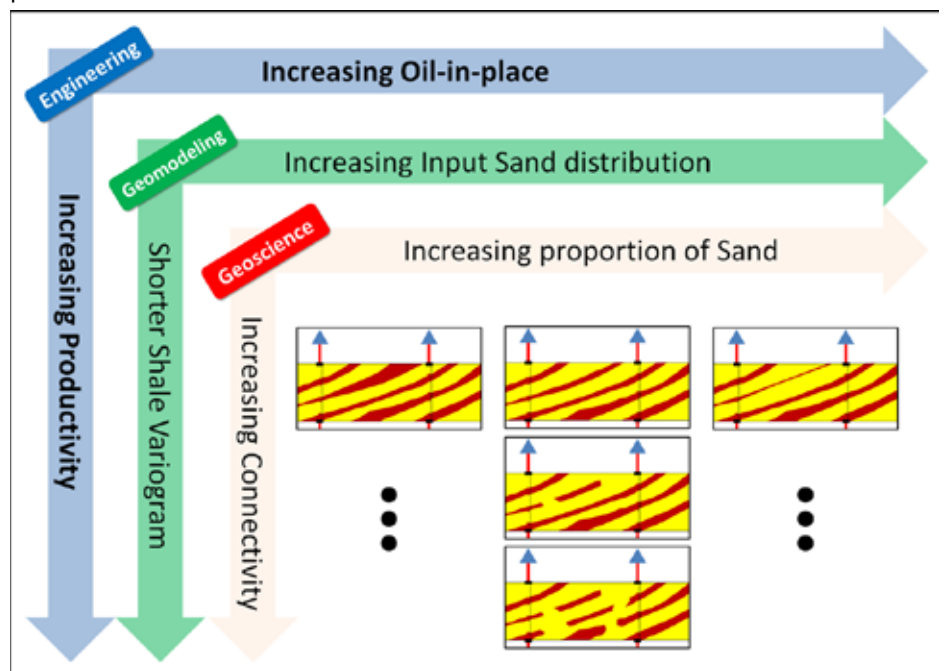 Engineering
Increasing Oil-in-place
Geomodeling
Increasing Input Sand distribution
Geoscience
Increasing proportion of Sand
Increasing Productivity
Shorter Shale Variogram
Increasing Connectivity